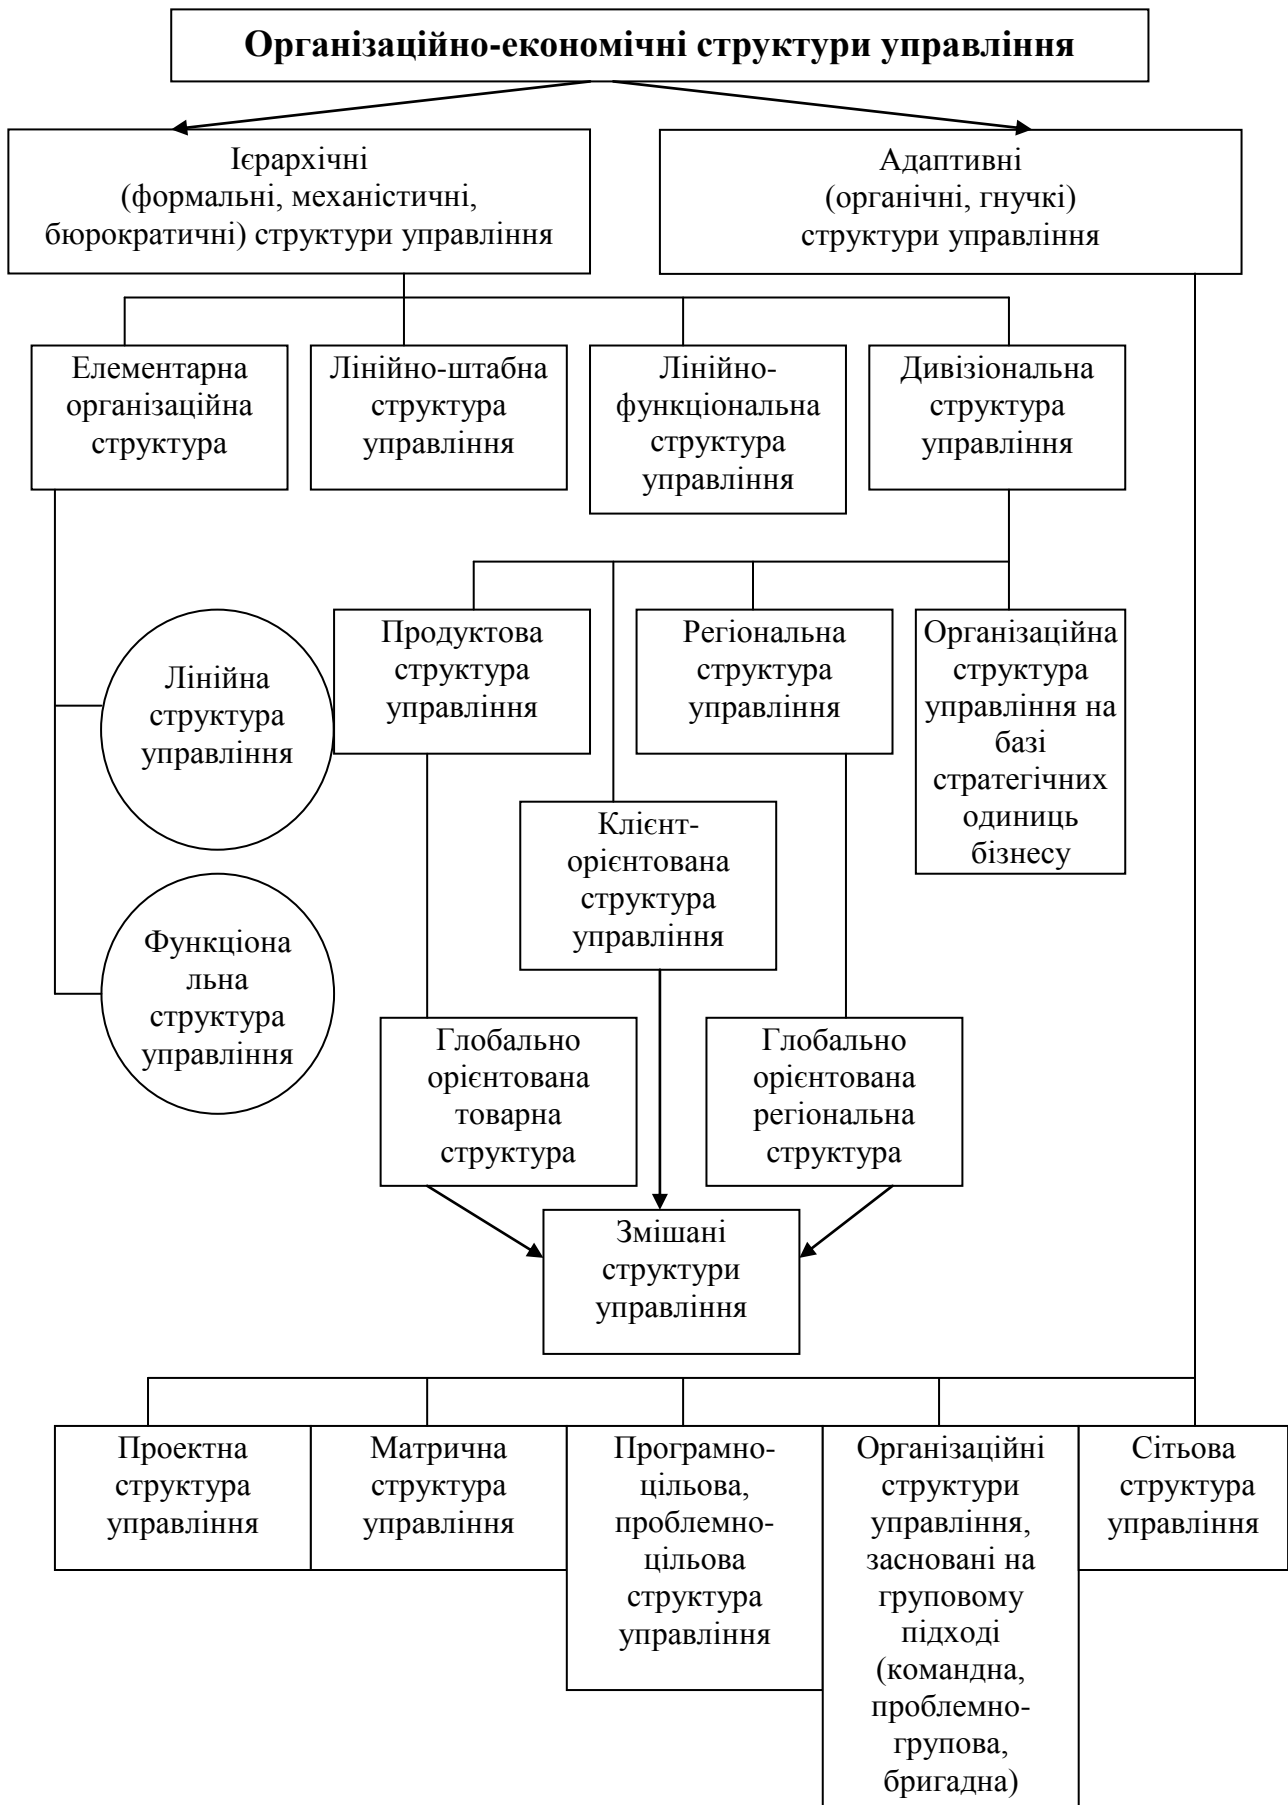 Організаційно-економічні структури управління
Ієрархічні
(формальні, механістичні,
бюрократичні) структури управління
Адаптивні
(органічні, гнучкі)
структури управління
Елементарна
організаційна
структура
Лінійно-штабна
структура
управління
Лінійно-
функціональна
структура
управління
Дивізіональна
структура
управління
Лінійна
структура
управління
Продуктова
структура
управління
Регіональна
структура
управління
Організаційна
структура
управління на
базі
стратегічних
одиниць
бізнесу
Клієнт-
орієнтована
структура
управління
Функціона
льна
структура
управління
Глобально
орієнтована
товарна
структура
Глобально
орієнтована
регіональна
структура
Змішані
структури
управління
Проектна
структура
управління
Матрична
структура
управління
Програмно-
цільова,
проблемно-
цільова
структура
управління
Організаційні
структури
управління,
засновані на
груповому
підході
(командна,
проблемно-
групова,
бригадна)
Сітьова
структура
управління